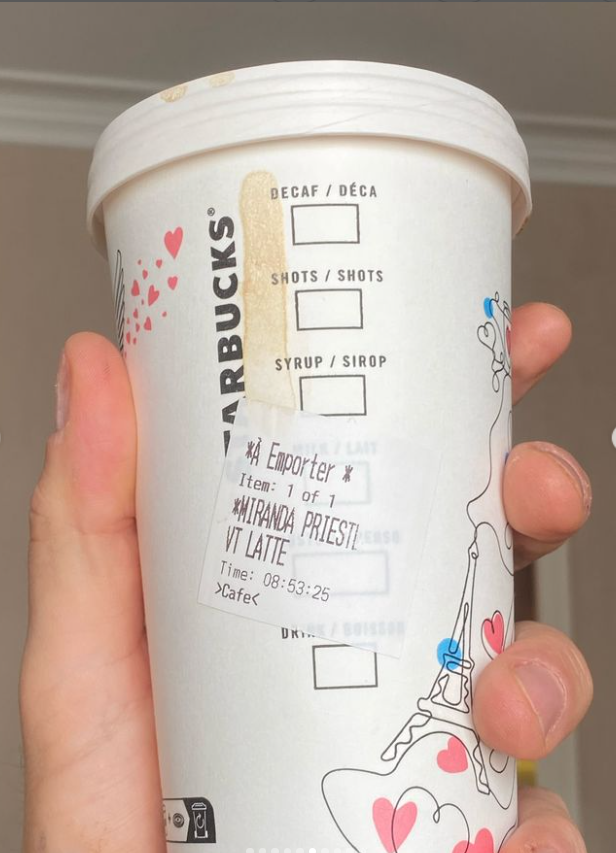 DECAF / DÉCA
SHOTS / SHOTS
SYRUP / SIROP
ARBUCKS®
*À Emporter *
Item: 1 of 1
*MIRANDA PRIESTL
VT LATTE
Time: 08:53:25
>Cafe<